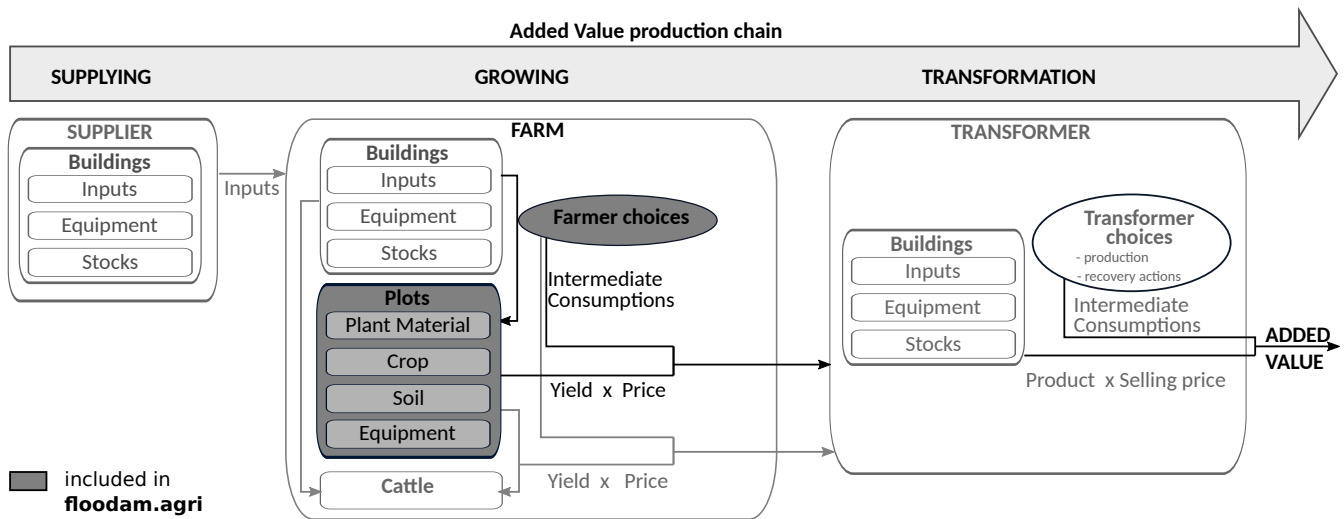 Added Value production chain
SUPPLYING
GROWING
TRANSFORMATION
SUPPLIER
Buildings
Inputs
Equipment
Stocks
Inputs
FARM
Buildings
Inputs
Equipment
Stocks
Farmer choices
Intermediate
Consumptions
Plots
Plant Material
Crop
Soil
Equipment
Yield x Price
Cattle
Yield x Price
TRANSFORMER
Buildings
Inputs
Equipment
Stocks
Transformer
choices
- production
- recovery actions
Intermediate
Consumptions
Product x Selling price
ADDED
VALUE
included in
floodam.agri